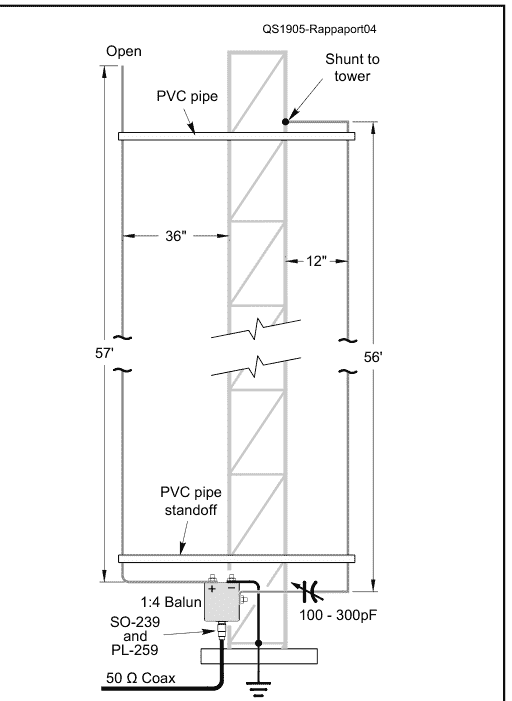 QS1905-Rappaport04
Open
Shunt to
tower
PVC pipe
36"
12"
57'
56'
PVC pipe
standoff
+
−
1:4 Balun
100 - 300pF
SO-239
and
PL-259
50 Ω Coax